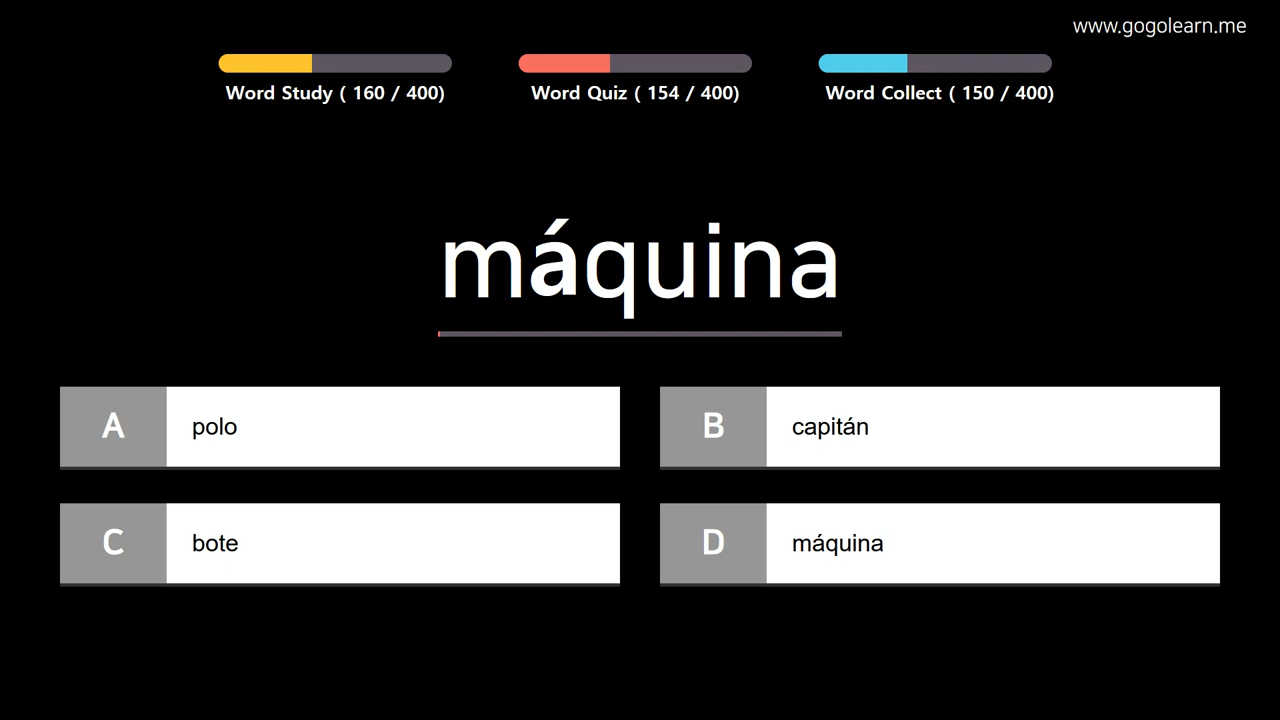 www.gogolearn.me
Word Study ( 160 / 400)
Word Quiz ( 154 / 400)
Word Collect ( 150 / 400)
máquina
A polo
B capitán
C bote
D máquina